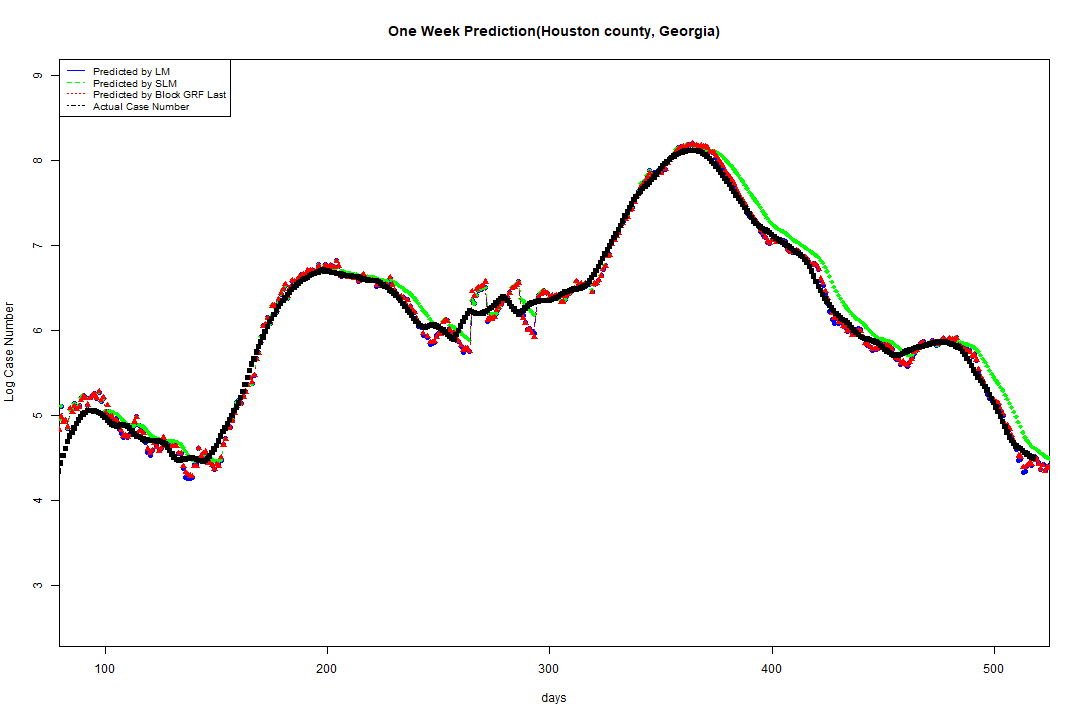 One Week Prediction(Houston county, Georgia)
Predicted by LM
Predicted by SLM
Predicted by Block GRF Last
Actual Case Number
9
8
7
6
5
4
3
Log Case Number
100 200 300 400 500
days